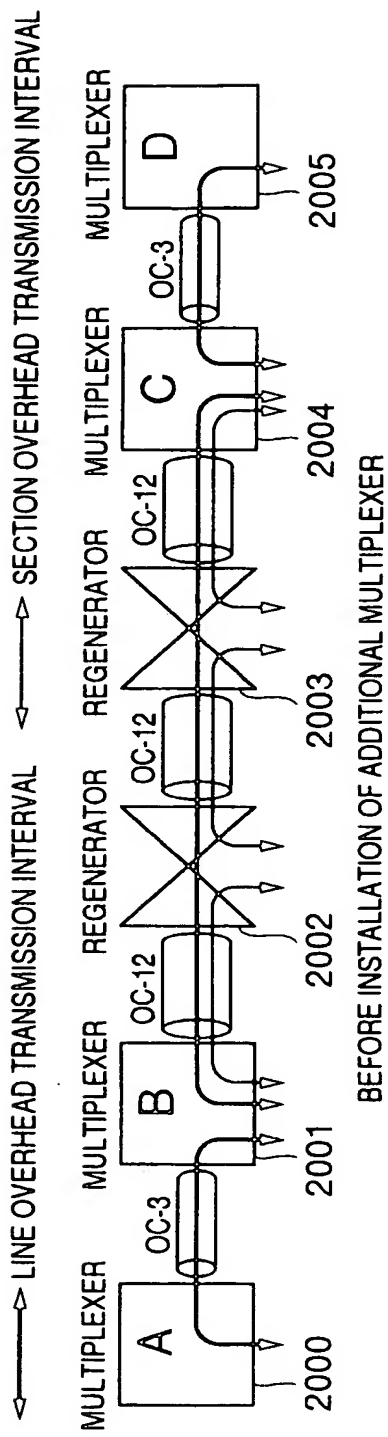 LINE OVERHEAD TRANSMISSION INTERVAL
SECTION OVERHEAD TRANSMISSION INTERVAL
MULTIPLEXER
MULTIPLEXER
REGENERATOR
REGENERATOR
MULTIPLEXER
MULTIPLEXER
A
OC-3
B
OC-12
OC-12
OC-12
C
OC-3
D
2000
2001
2002
2003
2004
2005
BEFORE INSTALLATION OF ADDITIONAL MULTIPLEXER